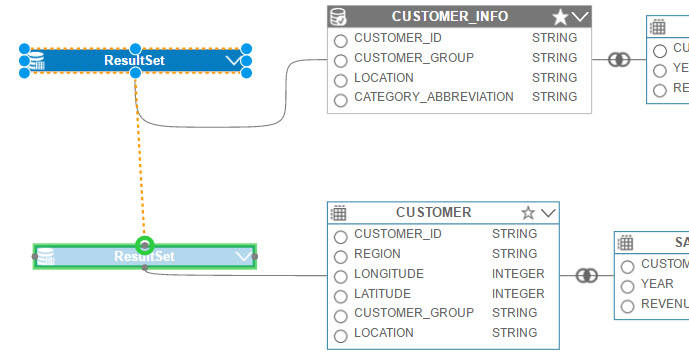 CUSTOMER_INFO
CUSTOMER_ID STRING
CUSTOMER_GROUP STRING
LOCATION STRING
CATEGORY_ABBREVIATION STRING
ResultSet
CU
YE
RE
CUSTOMER
CUSTOMER_ID STRING
REGION STRING
LONGITUDE INTEGER
LATITUDE INTEGER
CUSTOMER_GROUP STRING
LOCATION STRING
ResultSet
SA
CUSTOM
YEAR
REVENU